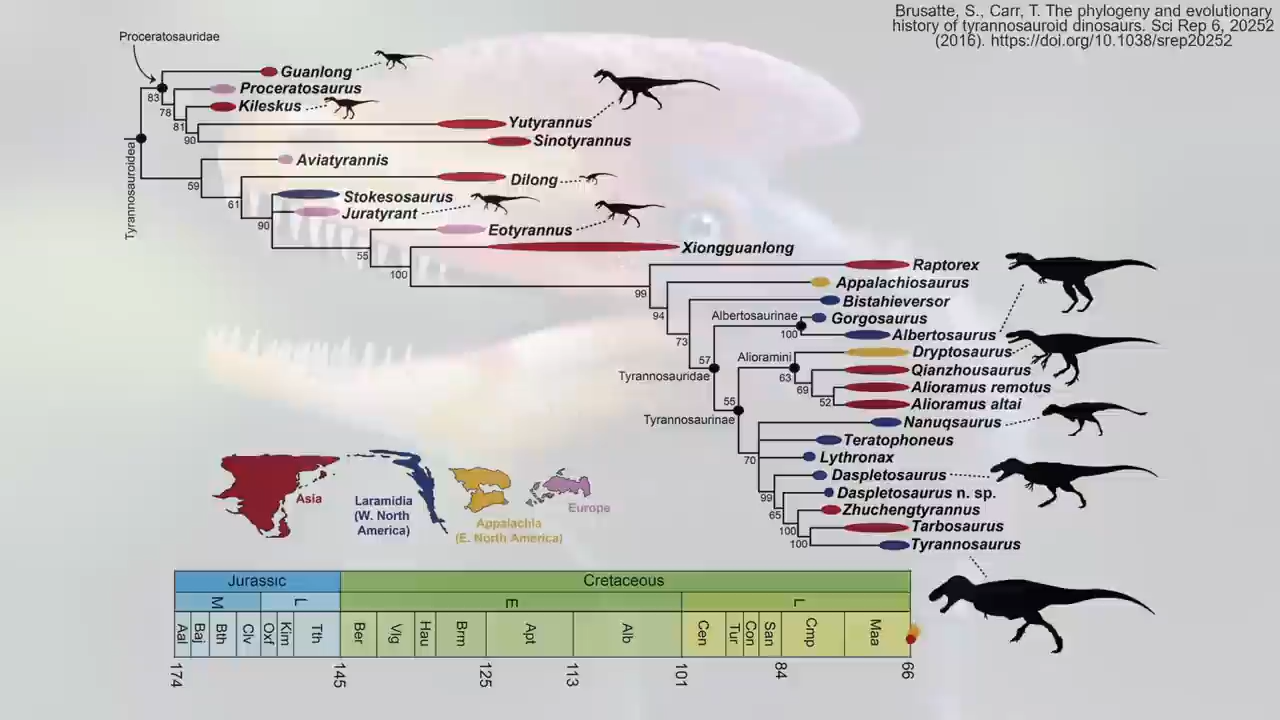 Brusatte, S., Carr, T. The phylogeny and evolutionary
history of tyrannosauroid dinosaurs. Sci Rep 6, 20252
(2016). https://doi.org/10.1038/srep20252
Proceratosauridae
Guanlong
Proceratosaurus
83
Kileskus
78
Yutyrannus
81
Sinotyrannus
90
Tyrannosauroidea
Aviatyrannis
59
Dilong
61
Stokesosaurus
Juratyrant
90
Eotyrannus
55
Xiongguanlong
100
Raptorex
99
Appalachiosaurus
94
Bistahieversor
73
Albertosaurinae
Gorgosaurus
100
Albertosaurus
57
Tyrannosauridae
Alioramini
Dryptosaurus
63
Qianzhousaurus
69
Alioramus remotus
52
Alioramus altai
55
Tyrannosaurinae
Nanuqsaurus
Teratophoneus
70
Lythronax
Daspletosaurus
99
Daspletosaurus n. sp.
65
Zhuchengtyrannus
100
Tarbosaurus
100
Tyrannosaurus
Asia
Laramidia
(W. North
America)
Appalachia
(E. North America)
Europe
Jurassic
Cretaceous
M
L
E
L
Aal
Baj
Bth
Clv
Oxf
Kim
Tth
Ber
Vlg
Hau
Brm
Apt
Alb
Cen
Tur
Con
San
Cmp
Maa
174
145
125
113
101
84
66